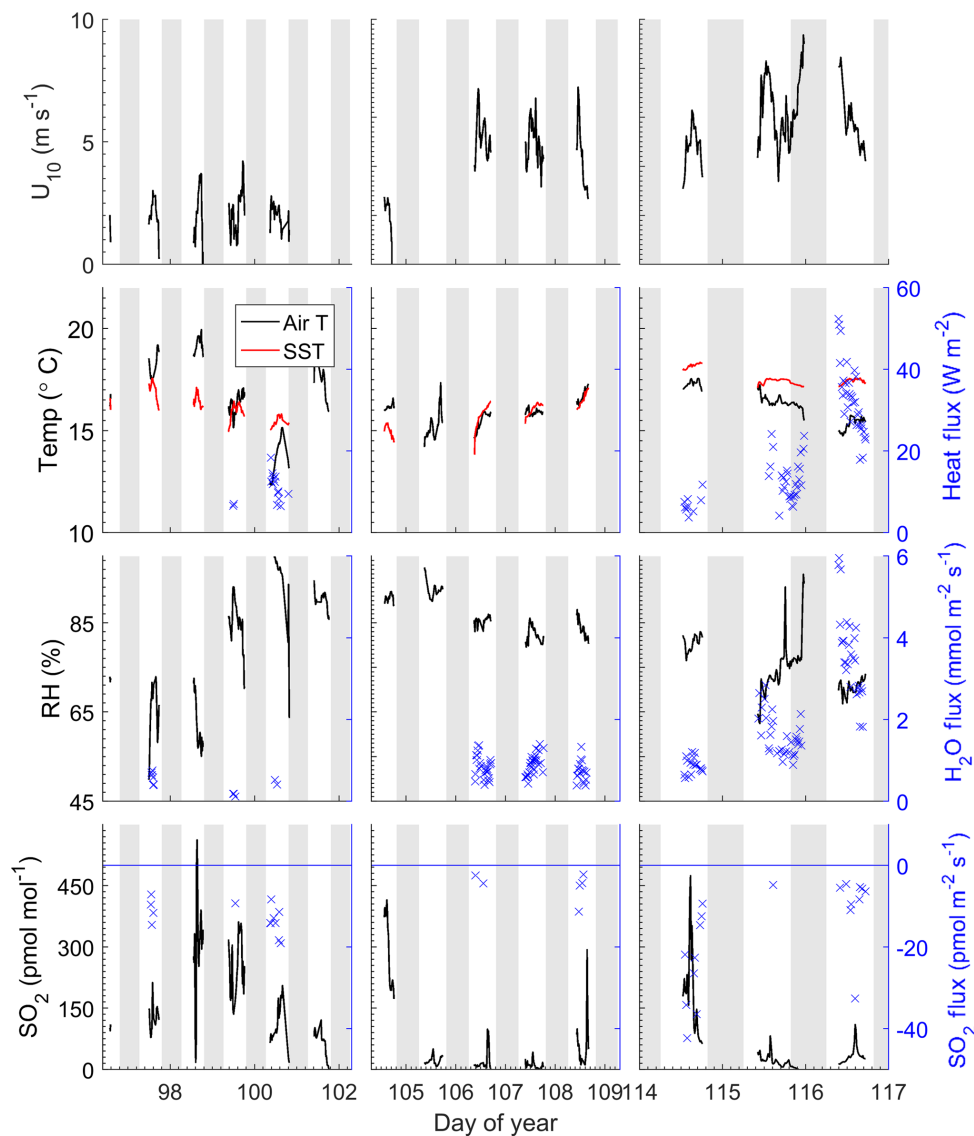 10
5
0
U10 (m s-1)
20
15
10
Temp (° C)
Air T
SST
60
40
20
0
Heat flux (W m-2)
85
65
45
RH (%)
6
4
2
0
H2O flux (mmol m-2 s-1)
450
300
150
0
SO2 (pmol mol-1)
0
-20
-40
SO2 flux (pmol m-2 s-1)
98 100 102
105 106 107 108 109
114 115 116 117
Day of year